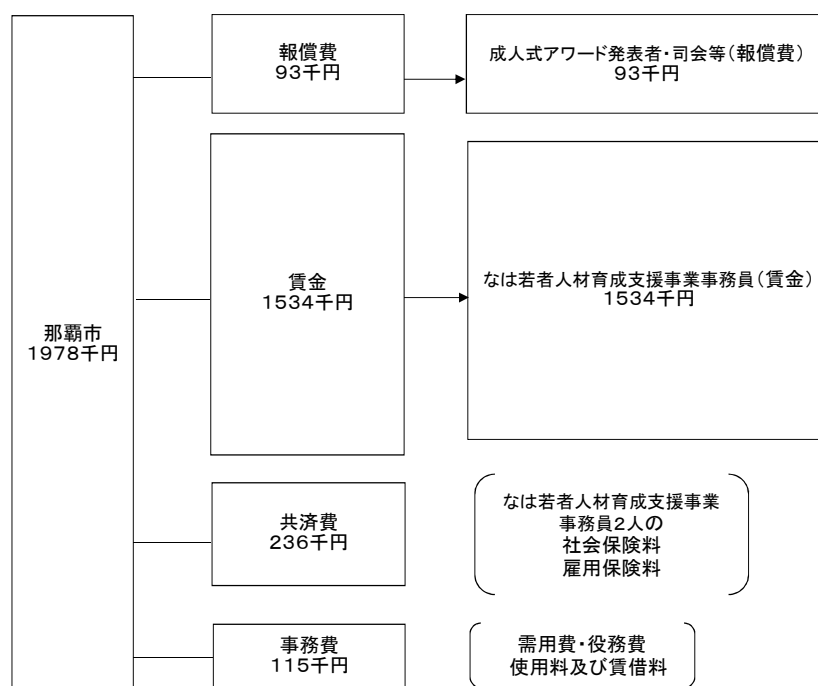 那覇市
1978千円
報償費
93千円
成人式アワード発表者・司会等(報償費)
93千円
賃金
1534千円
なは若者人材育成支援事業事務員(賃金)
1534千円
共済費
236千円
なは若者人材育成支援事業
事務員2人の
社会保険料
雇用保険料
事務費
115千円
需用費・役務費
使用料及び賃借料